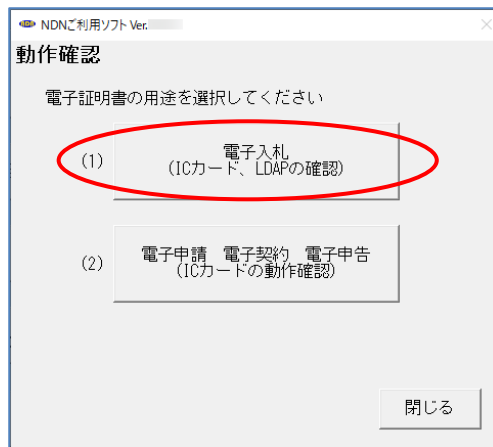 NDNご利用ソフト Ver.
動作確認
電子証明書の用途を選択してください
(1)
電子入札
(ICカード、LDAPの確認)
(2)
電子申請 電子契約 電子申告
(ICカードの動作確認)
閉じる